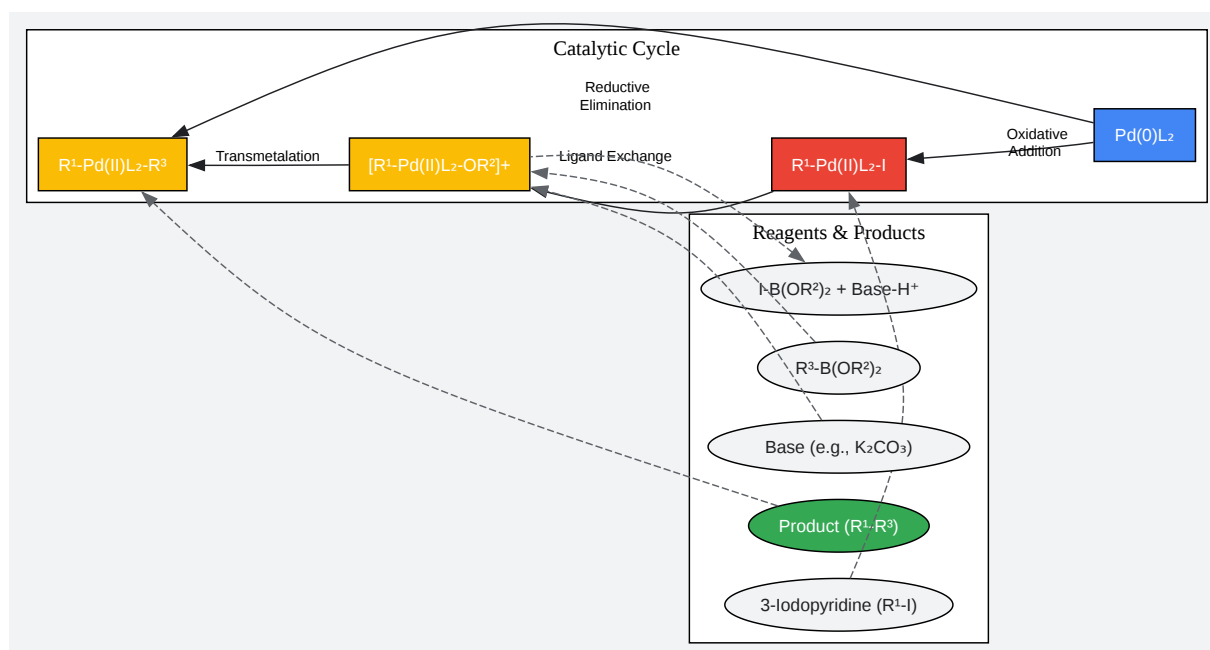 Catalytic Cycle
Reductive
Elimination
Oxidative
Addition
Pd(0)L₂
R¹-Pd(II)L₂-R³
Transmetalation
[R¹-Pd(II)L₂-OR²]+
Ligand Exchange
R¹-Pd(II)L₂-I
Reagents & Products
I-B(OR²)₂ + Base-H⁺
R³-B(OR²)₂
Base (e.g., K₂CO₃)
Product (R¹-R³)
3-Iodopyridine (R¹-I)